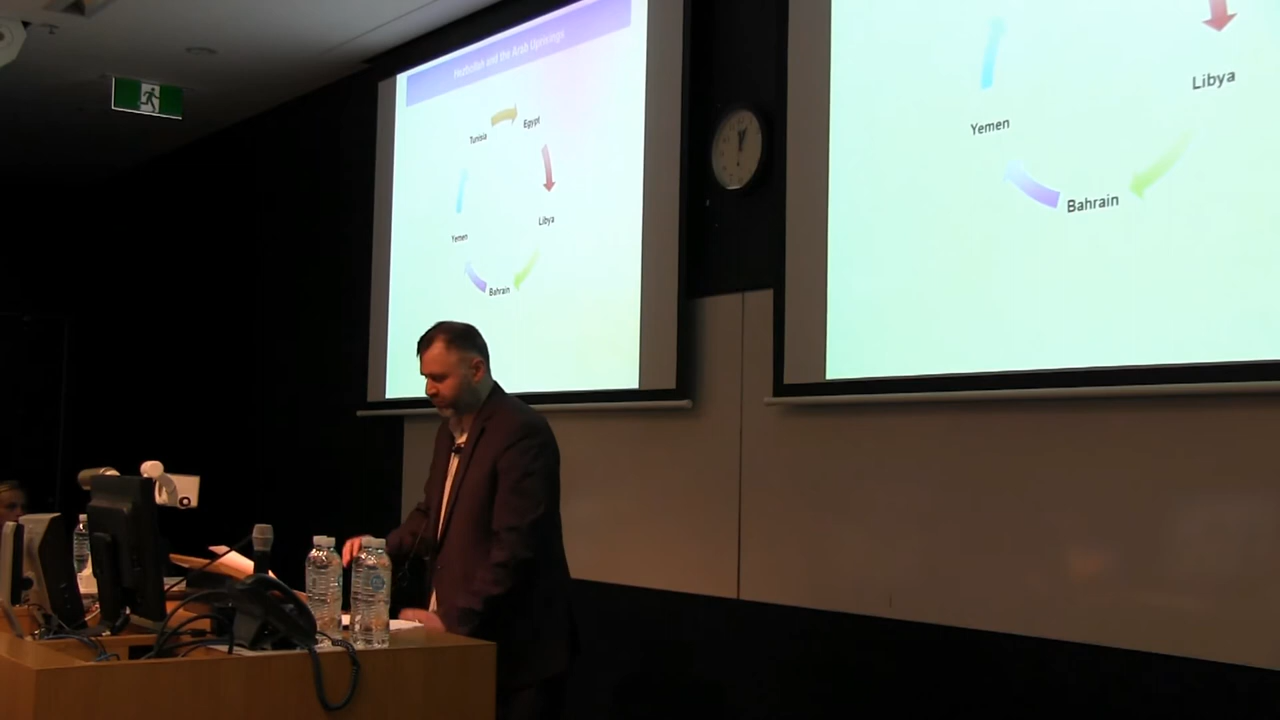 Hezbollah and the Arab Uprisings
Tunisia
Egypt
Libya
Bahrain
Yemen
Libya
Bahrain
Yemen